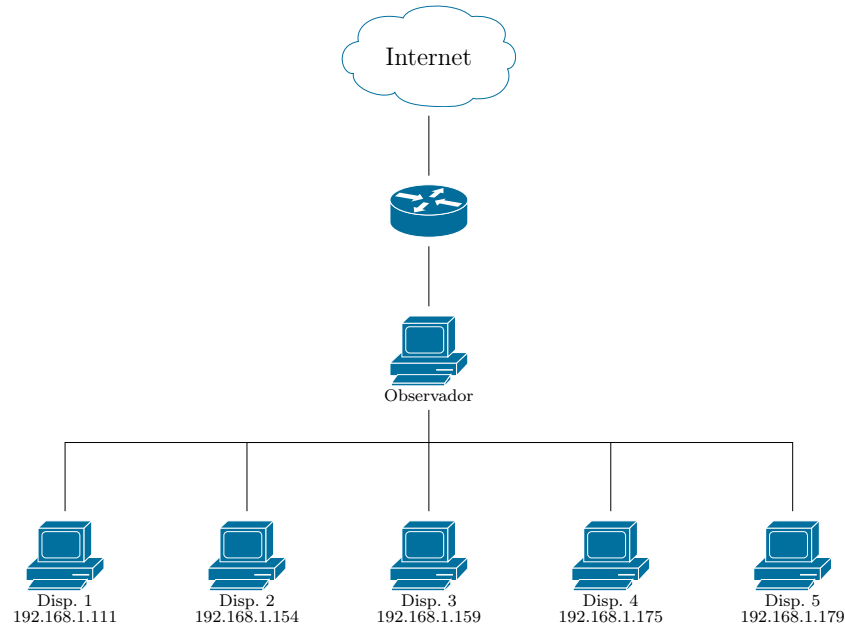 Internet
Observador
Disp. 1
192.168.1.111
Disp. 2
192.168.1.154
Disp. 3
192.168.1.159
Disp. 4
192.168.1.175
Disp. 5
192.168.1.179